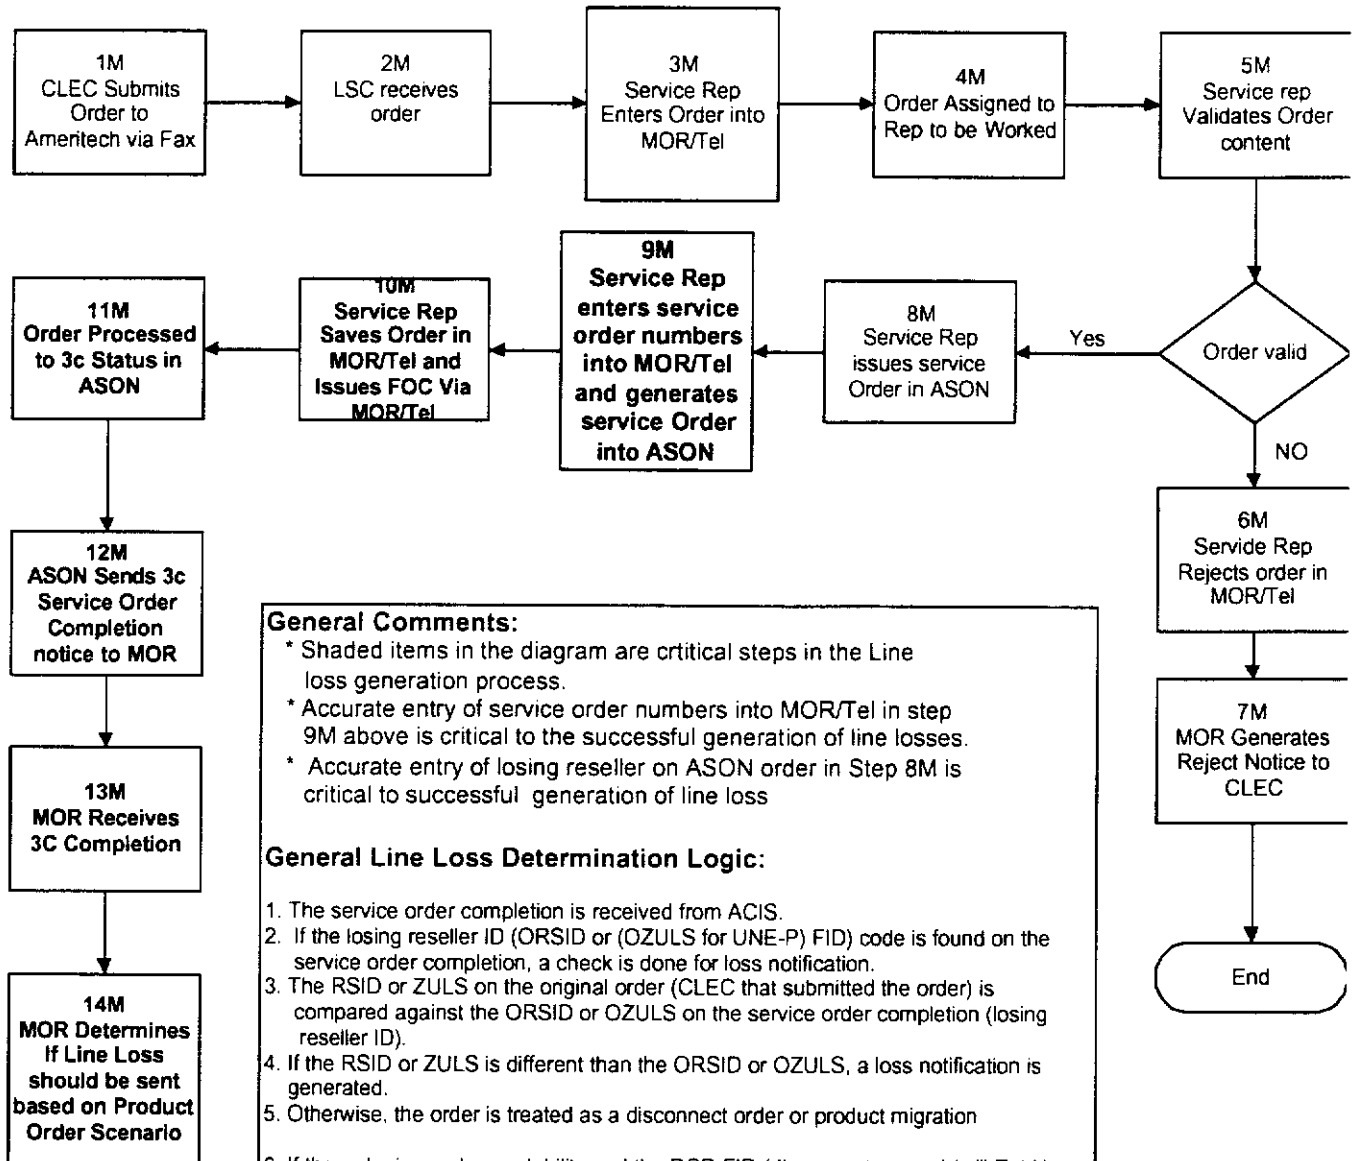 1M
CLEC Submits
Order to
Ameritech via Fax
2M
LSC receives
order
3M
Service Rep
Enters Order into
MOR/Tel
4M
Order Assigned to
Rep to be Worked
5M
Service rep
Validates Order
content
Order valid
Yes
NO
8M
Service Rep
issues service
Order in ASON
9M
Service Rep
enters service
order numbers
into MOR/Tel
and generates
service Order
into ASON
10M
Service Rep
Saves Order in
MOR/Tel and
Issues FOC Via
MOR/Tel
11M
Order Processed
to 3c Status in
ASON
6M
Servide Rep
Rejects order in
MOR/Tel
7M
MOR Generates
Reject Notice to
CLEC
End
12M
ASON Sends 3c
Service Order
Completion
notice to MOR
13M
MOR Receives
3C Completion
14M
MOR Determines
If Line Loss
should be sent
based on Product
Order Scenario
General Comments:
* Shaded items in the diagram are crtitical steps in the Line
loss generation process.
* Accurate entry of service order numbers into MOR/Tel in step
9M above is critical to the successful generation of line losses.
* Accurate entry of losing reseller on ASON order in Step 8M is
critical to successful generation of line loss
General Line Loss Determination Logic:
1. The service order completion is received from ACIS.
2. If the losing reseller ID (ORSID or (OZULS for UNE-P) FID) code is found on the
service order completion, a check is done for loss notification.
3. The RSID or ZULS on the original order (CLEC that submitted the order) is
compared against the ORSID or OZULS on the service order completion (losing
reseller ID).
4. If the RSID or ZULS is different than the ORSID or OZULS, a loss notification is
generated.
5. Otherwise, the order is treated as a disconnect order or product migration